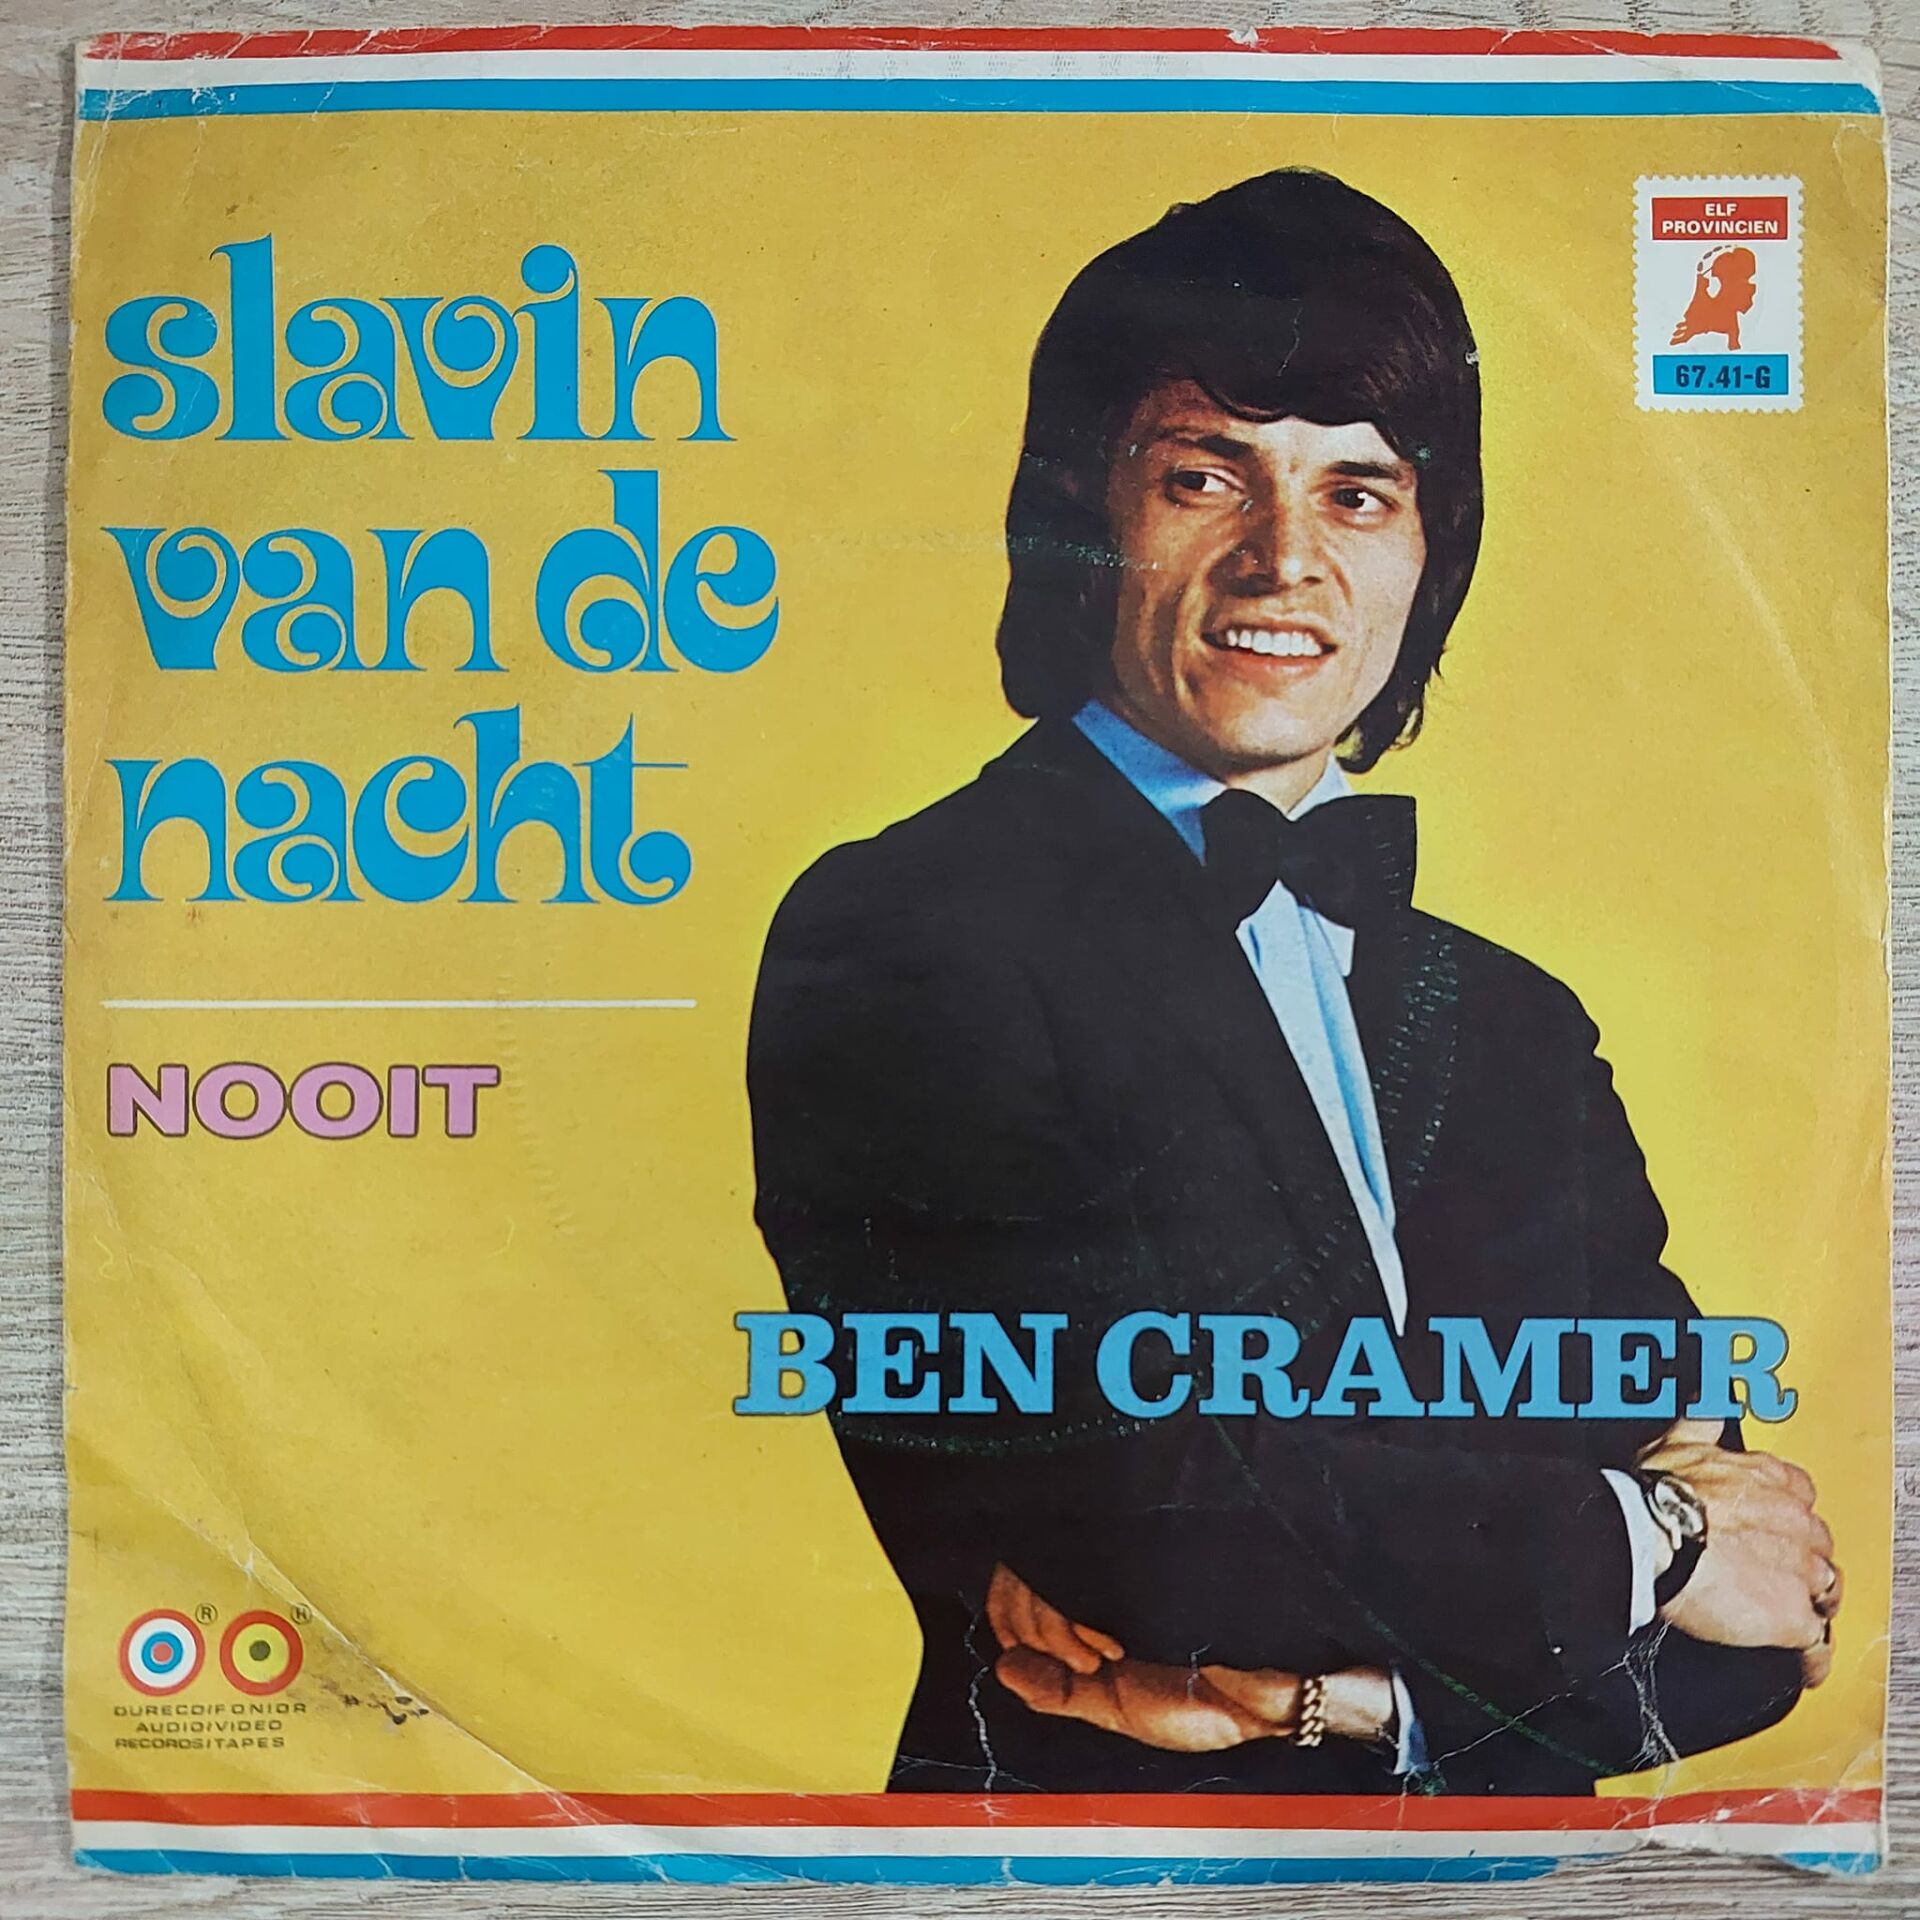 ELF
PROVINCIEN
67.41-G
slavin
van de
nacht
NOOIT
BEN CRAMER
® Ⓗ
DURECO/FONIOR
AUDIO/VIDEO
RECORDS/TAPES